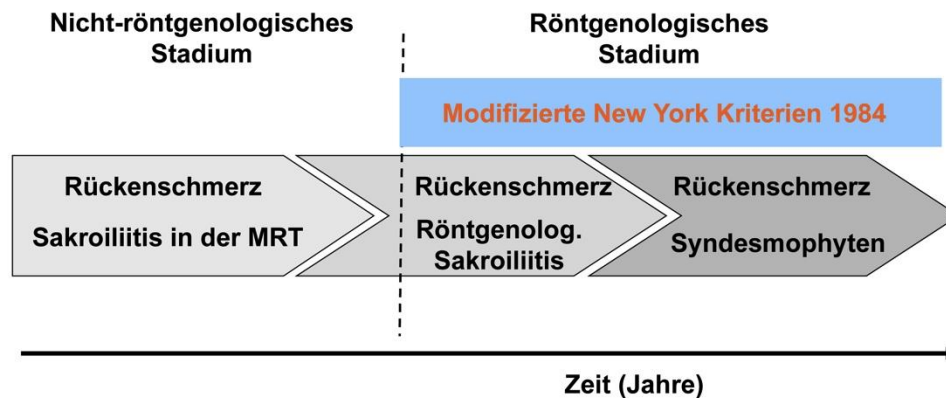 Nicht-röntgenologisches
Stadium
Röntgenologisches
Stadium
Modifizierte New York Kriterien 1984
Rückenschmerz
Sakroiliitis in der MRT
Rückenschmerz
Röntgenolog.
Sakroiliitis
Rückenschmerz
Syndesmophyten
Zeit (Jahre)